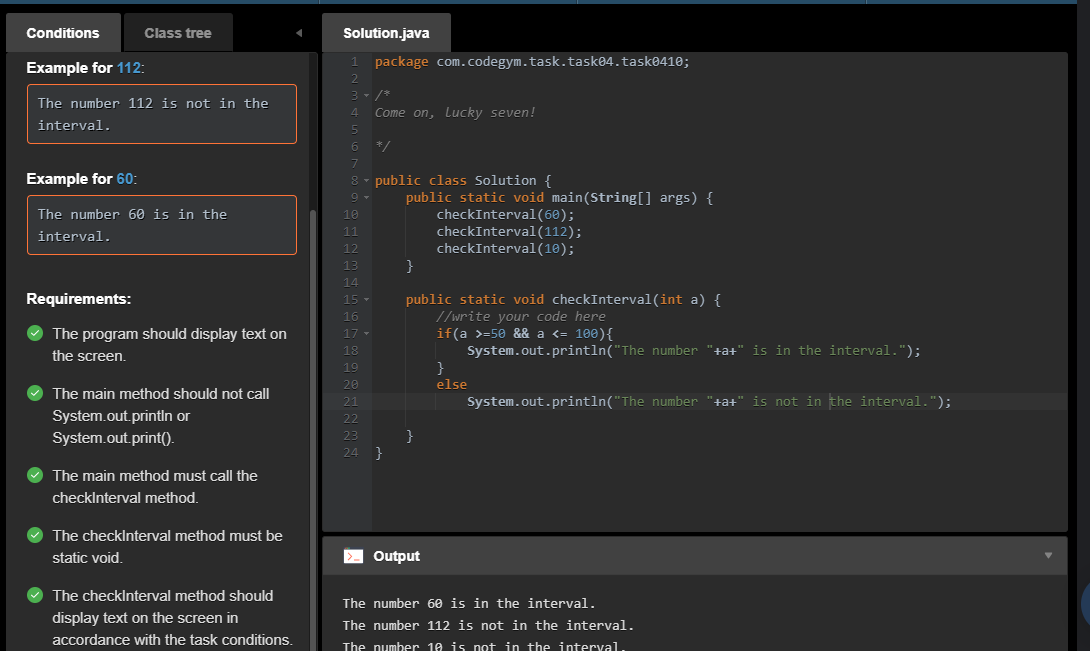 Conditions
Class tree
Example for 112:
The number 112 is not in the
interval.
Example for 60:
The number 60 is in the
interval.
Requirements:
The program should display text on
the screen.
The main method should not call
System.out.println or
System.out.print().
The main method must call the
checkInterval method.
The checkInterval method must be
static void.
The checkInterval method should
display text on the screen in
accordance with the task conditions.
Solution.java
1 package com.codegym.task.task04.task0410;
2
3 /*
4 Come on, lucky seven!
5
6 */
7
8 public class Solution {
9     public static void main(String[] args) {
10         checkInterval(60);
11         checkInterval(112);
12         checkInterval(10);
13     }
14
15     public static void checkInterval(int a) {
16         //write your code here
17         if(a >=50 && a <= 100){
18             System.out.println("The number "+a+" is in the interval.");
19         }
20         else
21             System.out.println("The number "+a+" is not in the interval.");
22
23     }
24 }
Output
The number 60 is in the interval.
The number 112 is not in the interval.
The number 10 is not in the interval.